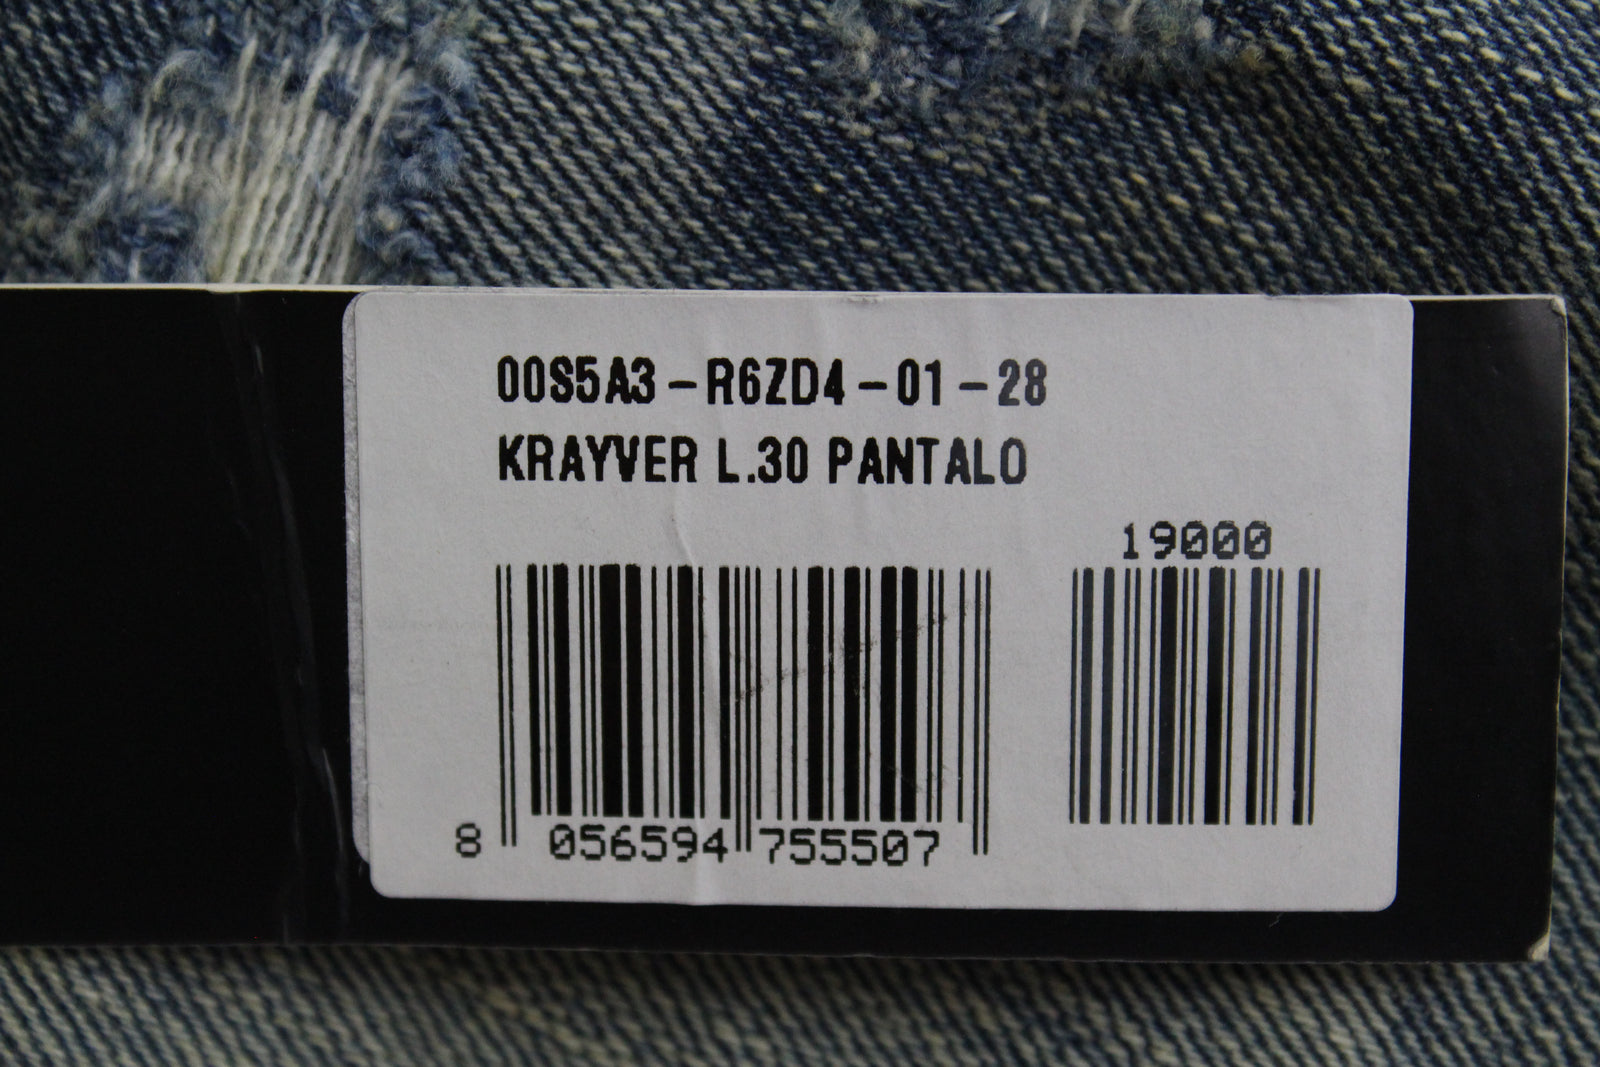 00S5A3-R6ZD4-01-28
KRAYVER L.30 PANTALO
19000
8 056594 755507